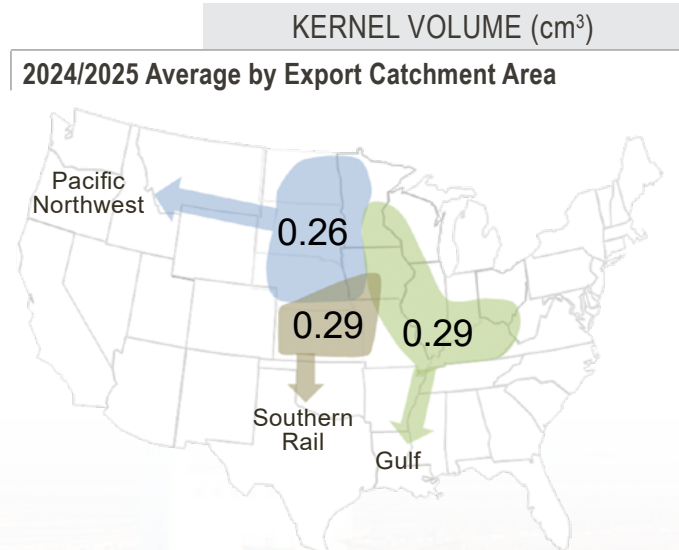 KERNEL VOLUME (cm³)
2024/2025 Average by Export Catchment Area
Pacific
Northwest
0.26
0.29
0.29
Southern
Rail
Gulf